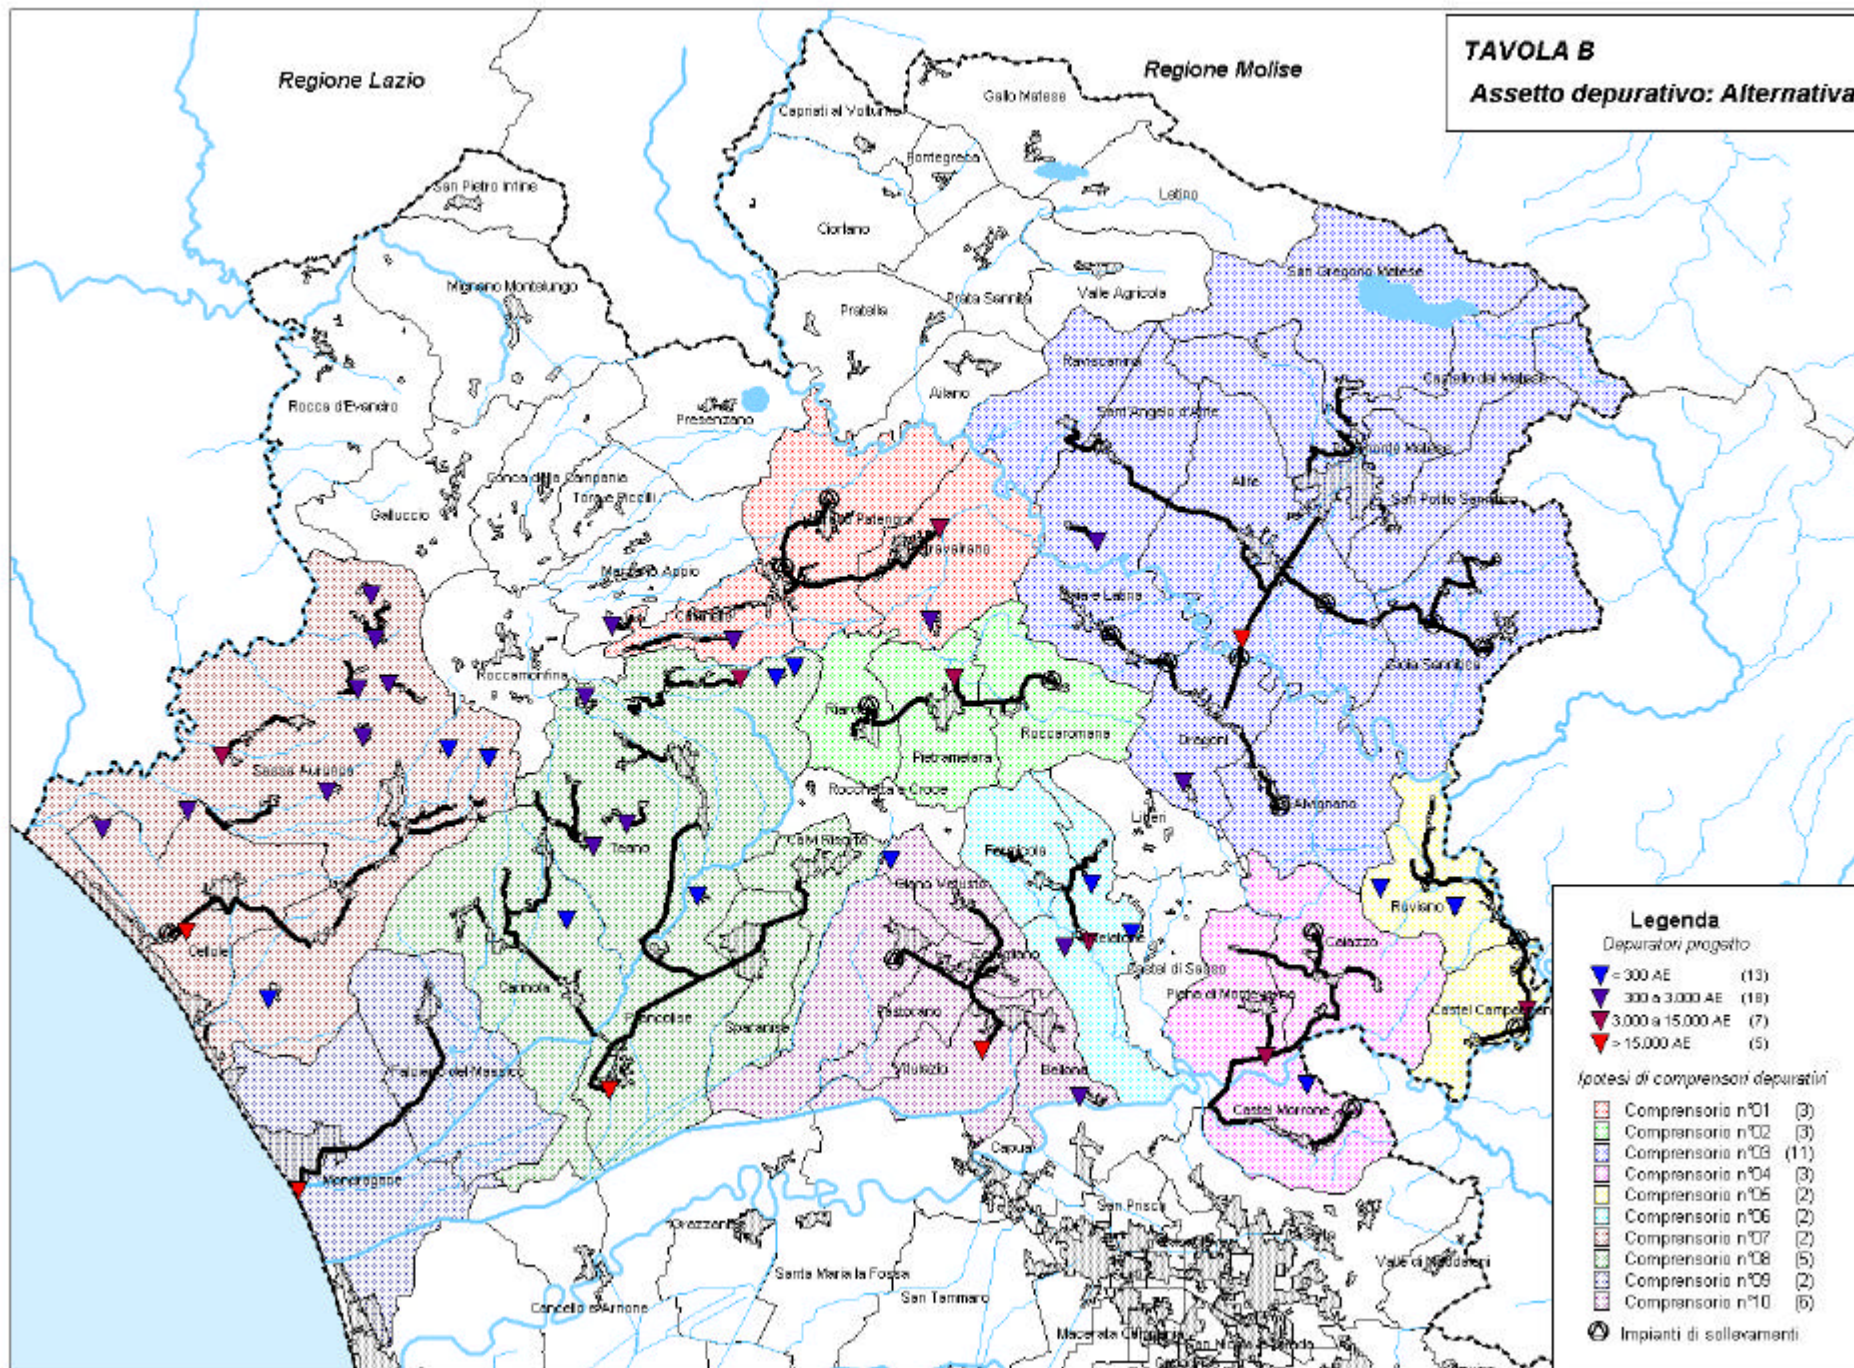 TAVOLA B
Assetto depurativo: Alternativa
Regione Lazio
Regione Molise
Gallo Matese
Capriati al Volturno
Fontegreca
San Pietro Infine
Letino
Ciorlano
San Gregorio Matese
Mignano Montelungo
Prata Sannita
Valle Agricola
Pratella
Raviscanina
Castello del Matese
Ailano
Rocca d'Evandro
Presenzano
Sant'Angelo d'Alife
Conca della Campania
Tora e Piccilli
Alife
San Potito Sannitico
Galluccio
Marzano Appio
Baia e Latina
Gioia Sannitica
Roccamonfina
Riardo
Roccaromana
Dragoni
Pietramelara
Sessa Aurunca
Rocchetta e Croce
Alvignano
Liberi
Teano
Formicola
Giano Vetusto
Ruviano
Caiazzo
Cellole
Castel di Sasso
Carinola
Piana di Monteverna
Francolise
Sparanise
Pastorano
Castel Campagnano
Falciano del Massico
Vitulazio
Bellona
Castel Morrone
Capua
Mondragone
San Prisco
Grazzanise
Valle di Maddaloni
Santa Maria la Fossa
San Tammaro
Cancello e Arnone
Macerata Campania
Legenda
Depuratori progetto
< 300 AE (13)
300 a 3.000 AE (18)
3.000 a 15.000 AE (7)
> 15.000 AE (5)
Ipotesi di comprensori depurativi
Comprensorio n°01 (3)
Comprensorio n°02 (3)
Comprensorio n°03 (11)
Comprensorio n°04 (3)
Comprensorio n°05 (2)
Comprensorio n°06 (2)
Comprensorio n°07 (2)
Comprensorio n°08 (5)
Comprensorio n°09 (2)
Comprensorio n°10 (6)
Impianti di sollevamenti